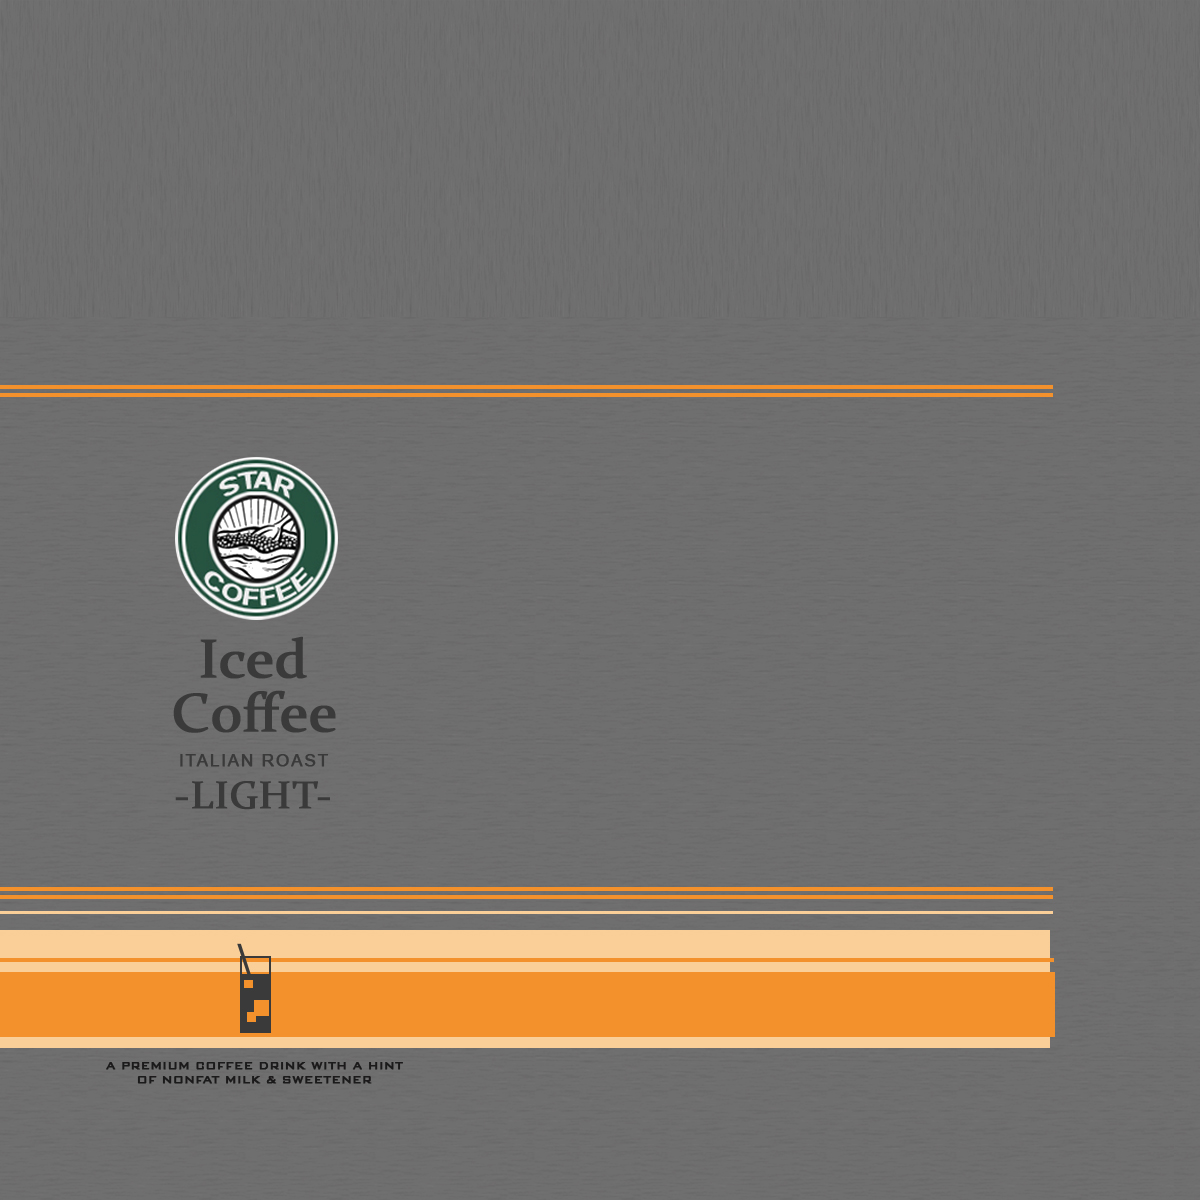 STAR
COFFEE
Iced
Coffee
ITALIAN ROAST
-LIGHT-
A PREMIUM COFFEE DRINK WITH A HINT
OF NONFAT MILK & SWEETENER